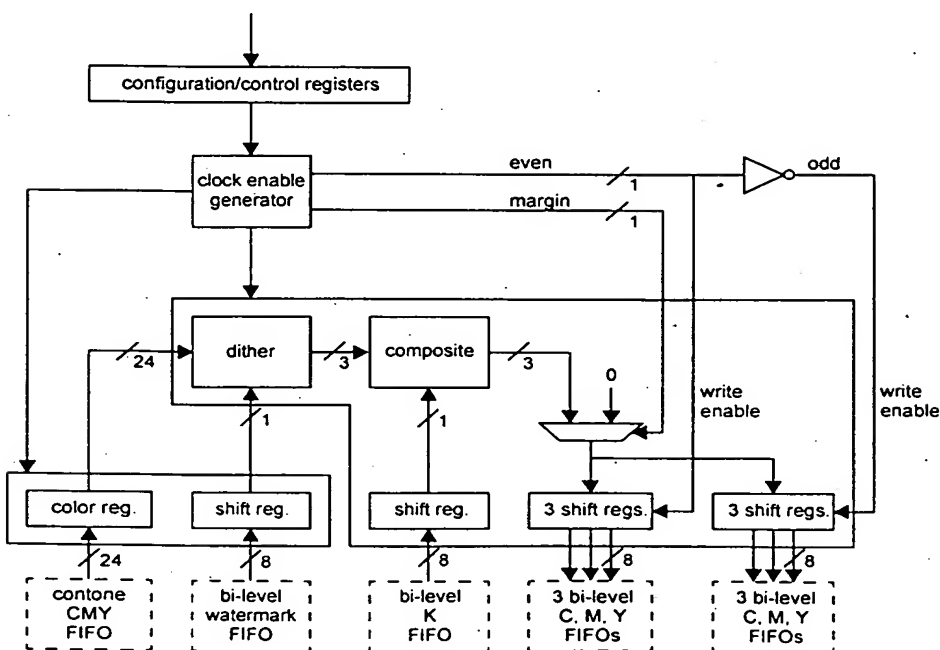 configuration/control registers
clock enable
generator
even
1
odd
margin
1
dither
composite
24
3
3
0
1
1
write
enable
write
enable
color reg.
shift reg.
shift reg.
3 shift regs.
3 shift regs.
24
8
8
8
8
contone
CMY
FIFO
bi-level
watermark
FIFO
bi-level
K
FIFO
3 bi-level
C, M, Y
FIFOs
3 bi-level
C, M, Y
FIFOs